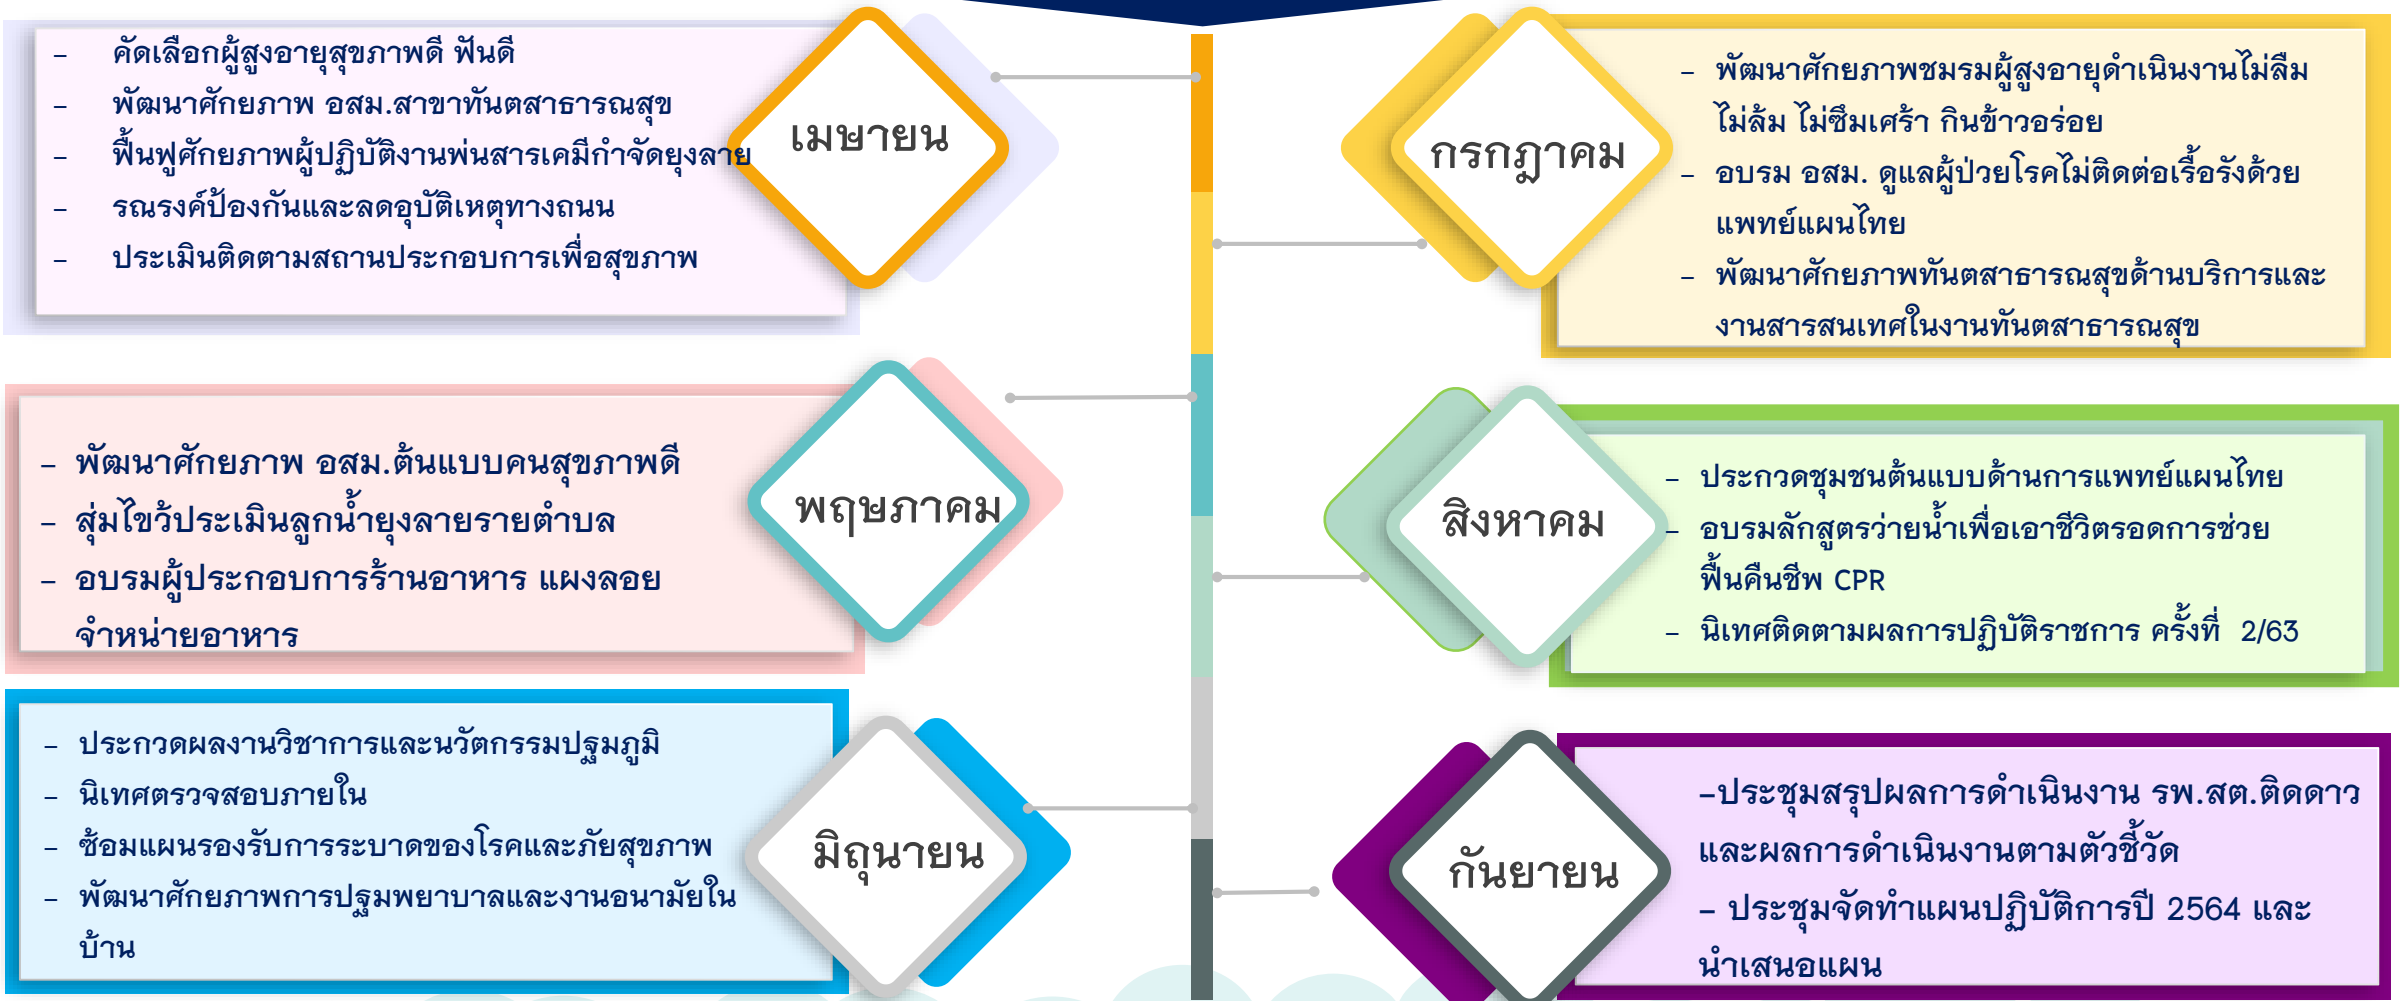 - คัดเลือกผู้สูงอายุสุขภาพดี ฟันดี
- พัฒนาศักยภาพ อสม.สาขาทันตสาธารณสุข
- ฟื้นฟูศักยภาพผู้ปฏิบัติงานพ่นสารเคมีกำจัดยุงลาย
- รณรงค์ป้องกันและลดอุบัติเหตุทางถนน
- ประเมินติดตามสถานประกอบการเพื่อสุขภาพ
เมษายน
- พัฒนาศักยภาพ อสม.ต้นแบบคนสุขภาพดี
- สุ่มไขว้ประเมินลูกน้ำยุงลายรายตำบล
- อบรมผู้ประกอบการร้านอาหาร แผงลอย
จำหน่ายอาหาร
พฤษภาคม
- ประกวดผลงานวิชาการและนวัตกรรมปฐมภูมิ
- นิเทศตรวจสอบภายใน
- ซ้อมแผนรองรับการระบาดของโรคและภัยสุขภาพ
- พัฒนาศักยภาพการปฐมพยาบาลและงานอนามัยใน
บ้าน
มิถุนายน
กรกฎาคม
- พัฒนาศักยภาพชมรมผู้สูงอายุดำเนินงานไม่ลืม
ไม่ล้ม ไม่ซึมเศร้า กินข้าวอร่อย
- อบรม อสม. ดูแลผู้ป่วยโรคไม่ติดต่อเรื้อรังด้วย
แพทย์แผนไทย
- พัฒนาศักยภาพทันตสาธารณสุขด้านบริการและ
งานสารสนเทศในงานทันตสาธารณสุข
สิงหาคม
- ประกวดชุมชนต้นแบบด้านการแพทย์แผนไทย
- อบรมลักสูตรว่ายน้ำเพื่อเอาชีวิตรอดการช่วย
ฟื้นคืนชีพ CPR
- นิเทศติดตามผลการปฏิบัติราชการ ครั้งที่ 2/63
กันยายน
-ประชุมสรุปผลการดำเนินงาน รพ.สต.ติดดาว
และผลการดำเนินงานตามตัวชี้วัด
- ประชุมจัดทำแผนปฏิบัติการปี 2564 และ
นำเสนอแผน